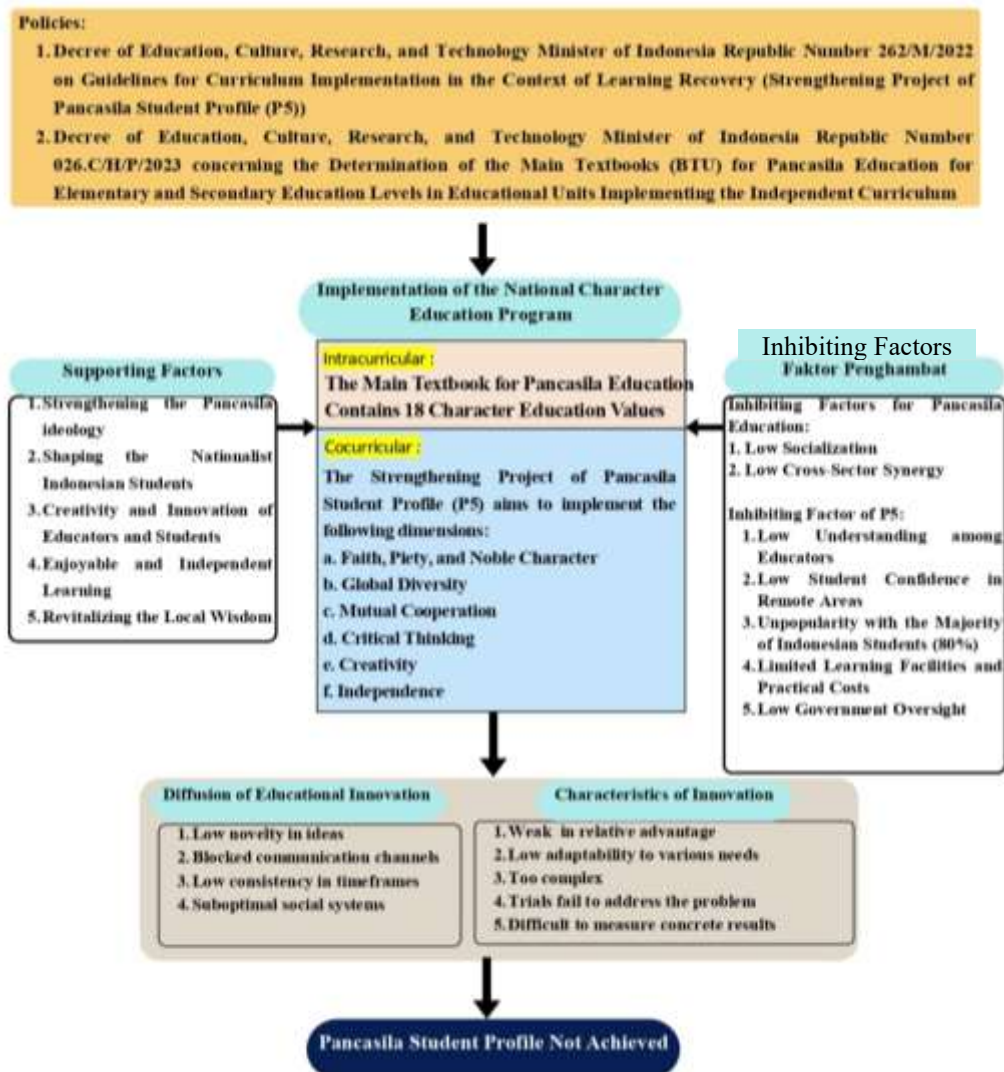 Policies:
1. Decree of Education, Culture, Research, and Technology Minister of Indonesia Republic Number 262/M/2022
on Guidelines for Curriculum Implementation in the Context of Learning Recovery (Strengthening Project of
Pancasila Student Profile (P5))
2. Decree of Education, Culture, Research, and Technology Minister of Indonesia Republic Number
026.C/H/P/2023 concerning the Determination of the Main Textbooks (BTU) for Pancasila Education for
Elementary and Secondary Education Levels in Educational Units Implementing the Independent Curriculum
Implementation of the National Character
Education Program
Supporting Factors
1. Strengthening the Pancasila
ideology
2. Shaping the Nationalist
Indonesian Students
3. Creativity and Innovation of
Educators and Students
4. Enjoyable and Independent
Learning
5. Revitalizing the Local Wisdom
Intracurricular :
The Main Textbook for Pancasila Education
Contains 18 Character Education Values
Cocurricular :
The Strengthening Project of Pancasila
Student Profile (P5) aims to implement the
following dimensions:
a. Faith, Piety, and Noble Character
b. Global Diversity
c. Mutual Cooperation
d. Critical Thinking
e. Creativity
f. Independence
Inhibiting Factors
Faktor Penghambat
Inhibiting Factors for Pancasila
Education:
1. Low Socialization
2. Low Cross-Sector Synergy
Inhibiting Factor of P5:
1. Low Understanding among
Educators
2. Low Student Confidence in
Remote Areas
3. Unpopularity with the Majority
of Indonesian Students (80%)
4. Limited Learning Facilities and
Practical Costs
5. Low Government Oversight
Diffusion of Educational Innovation
1. Low novelty in ideas
2. Blocked communication channels
3. Low consistency in timeframes
4. Suboptimal social systems
Characteristics of Innovation
1. Weak in relative advantage
2. Low adaptability to various needs
3. Too complex
4. Trials fail to address the problem
5. Difficult to measure concrete results
Pancasila Student Profile Not Achieved